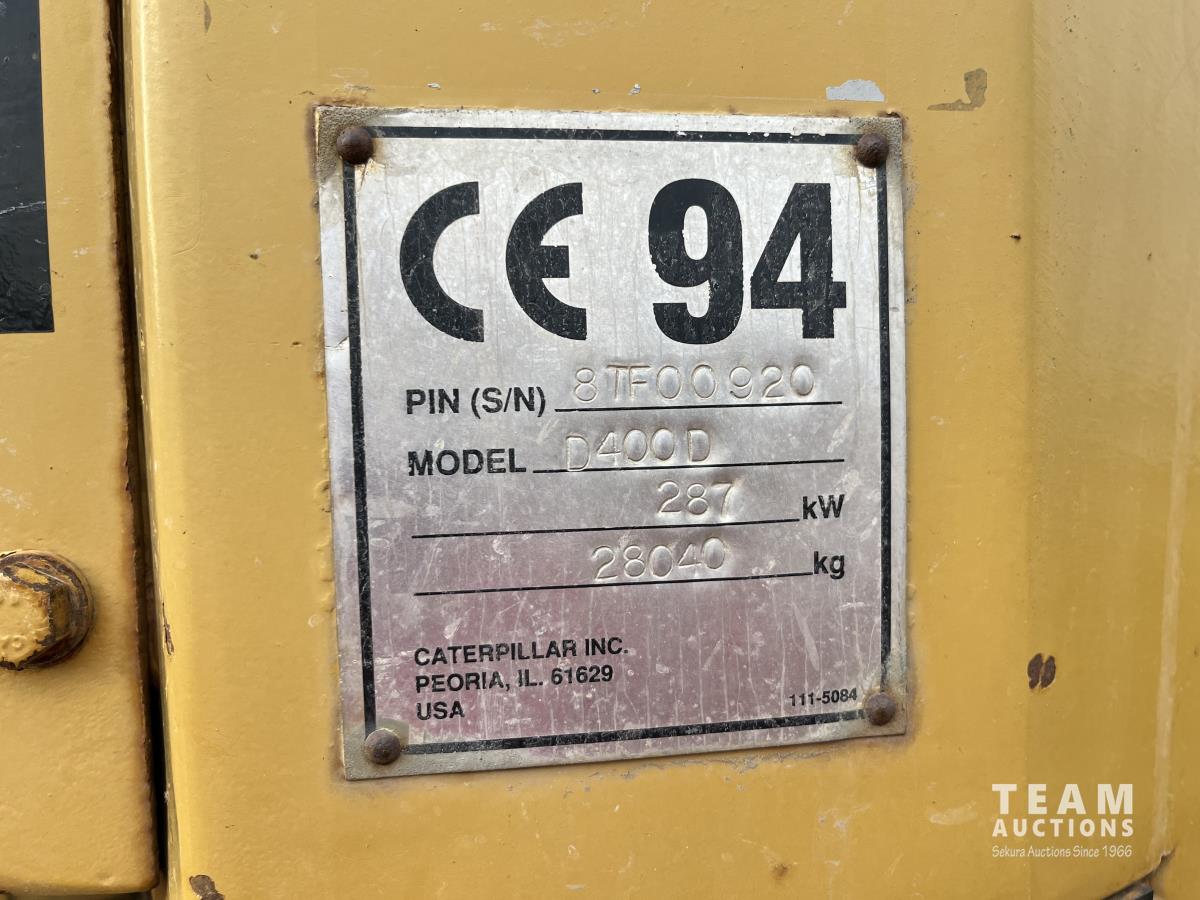 CE 94
PIN (S/N) 8TF00920
MODEL D400D
287 kW
28040 kg
CATERPILLAR INC.
PEORIA, IL. 61629
USA
111-5084
TEAM
AUCTIONS
Sekura Auctions Since 1966